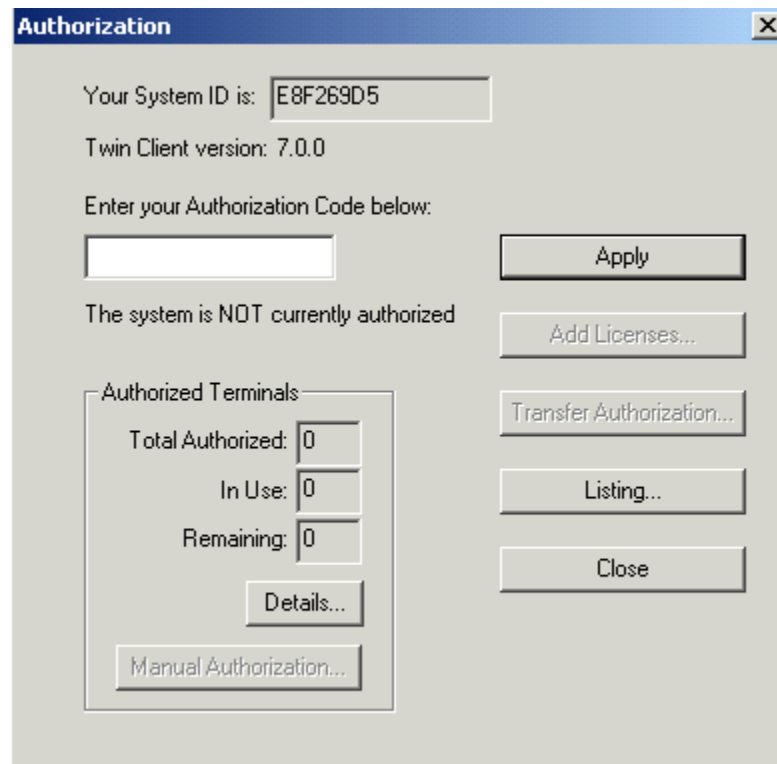 Authorization
Your System ID is: E8F269D5
Twin Client version: 7.0.0
Enter your Authorization Code below:
Apply
The system is NOT currently authorized
Add Licenses...
Authorized Terminals
Transfer Authorization...
Total Authorized: 0
In Use: 0
Listing...
Remaining: 0
Close
Details...
Manual Authorization...